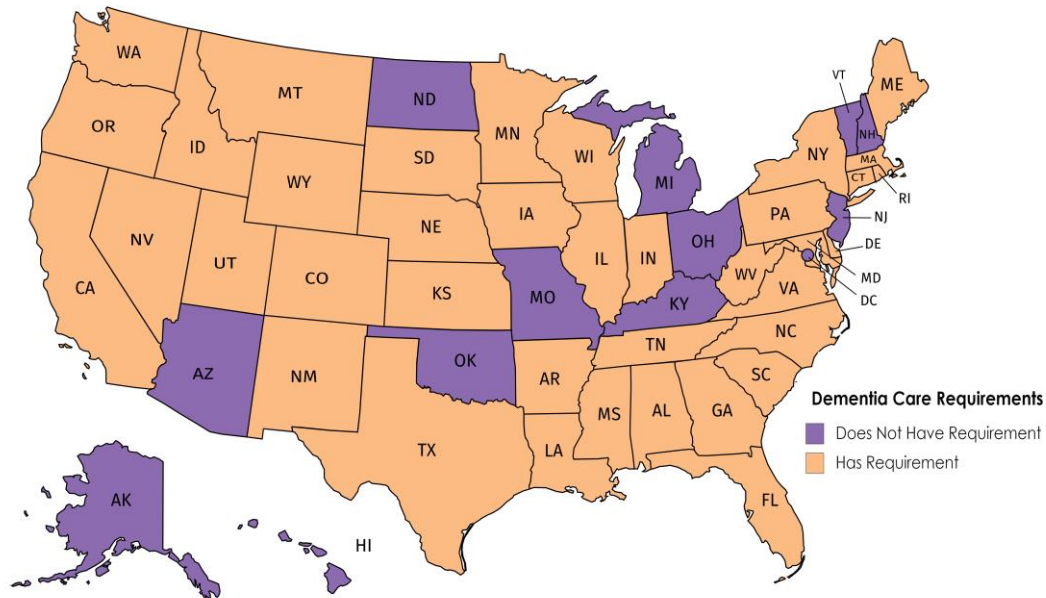 WA
MT
ND
VT
ME
OR
MN
ID
SD
WI
NY
NH
MA
WY
MI
CT
RI
IA
PA
NE
NJ
NV
OH
IL
IN
DE
UT
CO
WV
MD
CA
KS
MO
VA
KY
DC
TN
NC
OK
AZ
NM
AR
SC
Dementia Care Requirements
MS
AL
GA
Does Not Have Requirement
TX
LA
Has Requirement
AK
FL
HI